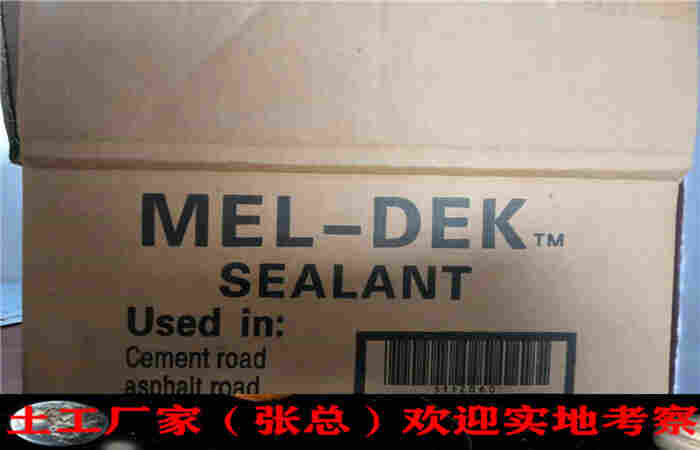 MEL-DEK™
SEALANT
Used in:
Cement road
asphalt road
土工厂家（张总）欢迎实地考察